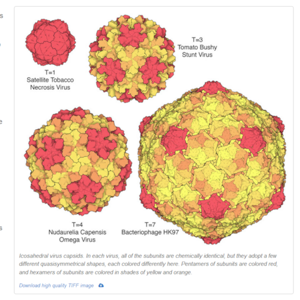 T=1
Satellite Tobacco
Necrosis Virus
T=3
Tomato Bushy
Stunt Virus
T=4
Nudaurelia Capensis
Omega Virus
T=7
Bacteriophage HK97
Icosahedral virus capsids. In each virus, all of the subunits are chemically identical, but they adopt a few
different quasisymmetrical shapes, each colored differently here. Pentamers of subunits are colored red,
and hexamers of subunits are colored in shades of yellow and orange.
Download high quality TIFF image